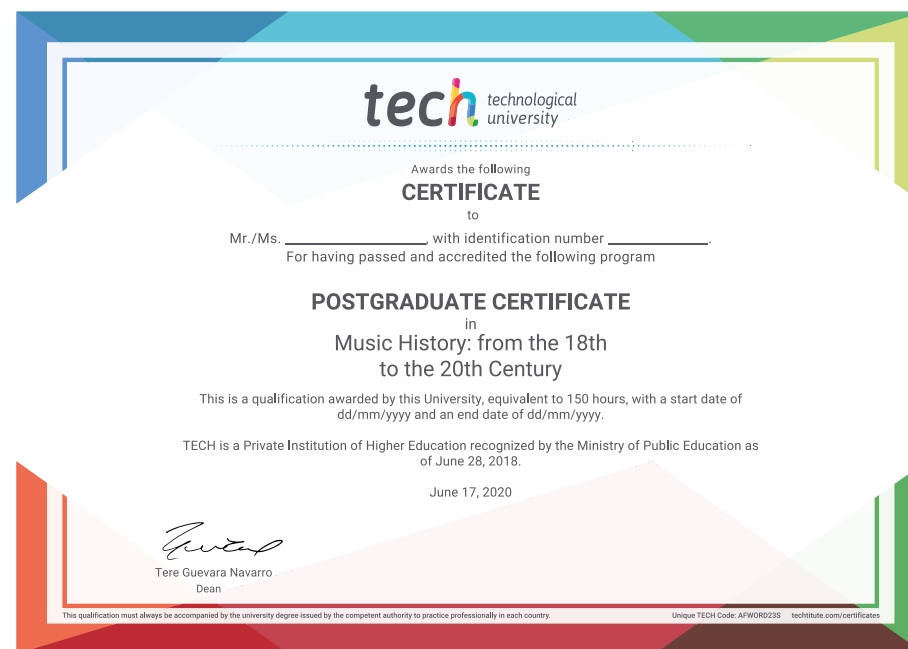 tech technological
university
Awards the following
CERTIFICATE
to
Mr./Ms. ____________________, with identification number ______________.
For having passed and accredited the following program
POSTGRADUATE CERTIFICATE
in
Music History: from the 18th
to the 20th Century
This is a qualification awarded by this University, equivalent to 150 hours, with a start date of
dd/mm/yyyy and an end date of dd/mm/yyyy.
TECH is a Private Institution of Higher Education recognized by the Ministry of Public Education as
of June 28, 2018.
June 17, 2020
Tere Guevara Navarro
Dean
This qualification must always be accompanied by the university degree issued by the competent authority to practice professionally in each country. Unique TECH Code: AFWORD23S techtitute.com/certificates